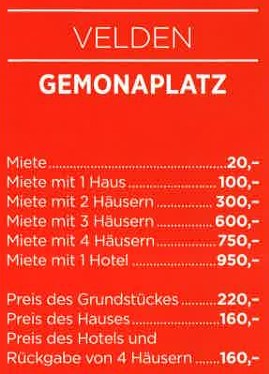 VELDEN
GEMONAPLATZ
Miete..................................20,–
Miete mit 1 Haus.................100,–
Miete mit 2 Häusern............300,–
Miete mit 3 Häusern............600,–
Miete mit 4 Häusern............750,–
Miete mit 1 Hotel.................950,–
Preis des Grundstückes........220,–
Preis des Hauses.................160,–
Preis des Hotels und
Rückgabe von 4 Häusern.....160,–